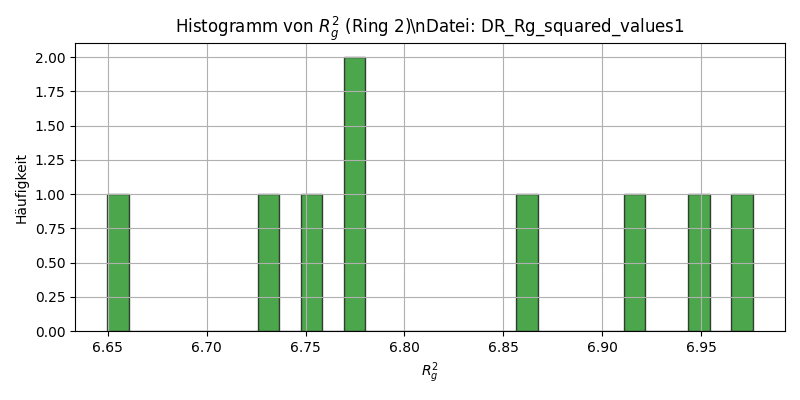 Histogramm von $R_g^2$ (Ring 2)\nDatei: DR_Rg_squared_values1
Häufigkeit
2.00
1.75
1.50
1.25
1.00
0.75
0.50
0.25
0.00
6.65 6.70 6.75 6.80 6.85 6.90 6.95
$R_g^2$